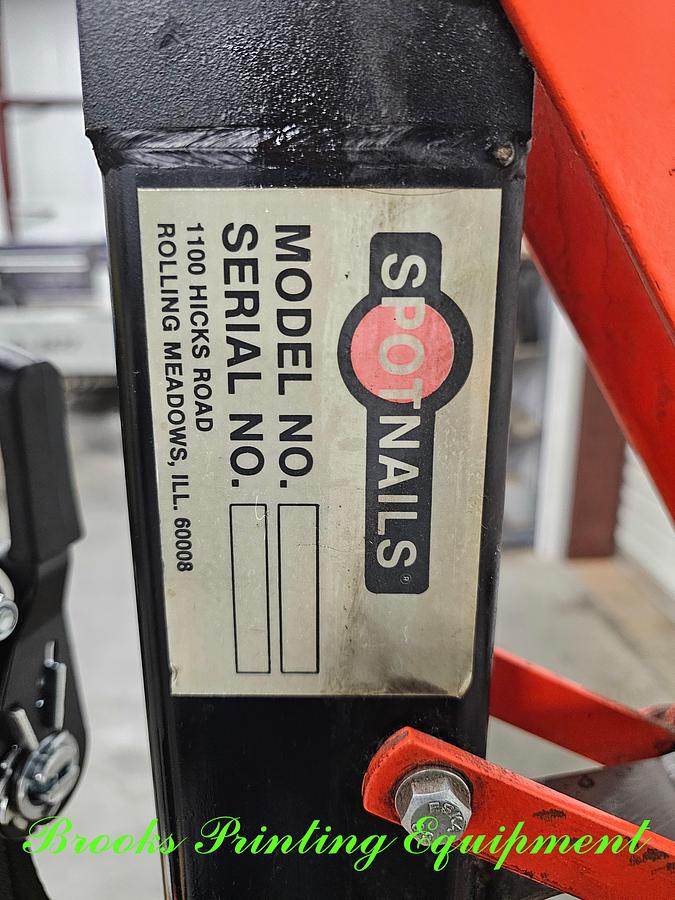 SPOTNAILS®
MODEL NO.
SERIAL NO.
1100 HICKS ROAD
ROLLING MEADOWS, ILL. 60008
Brooks Printing Equipment